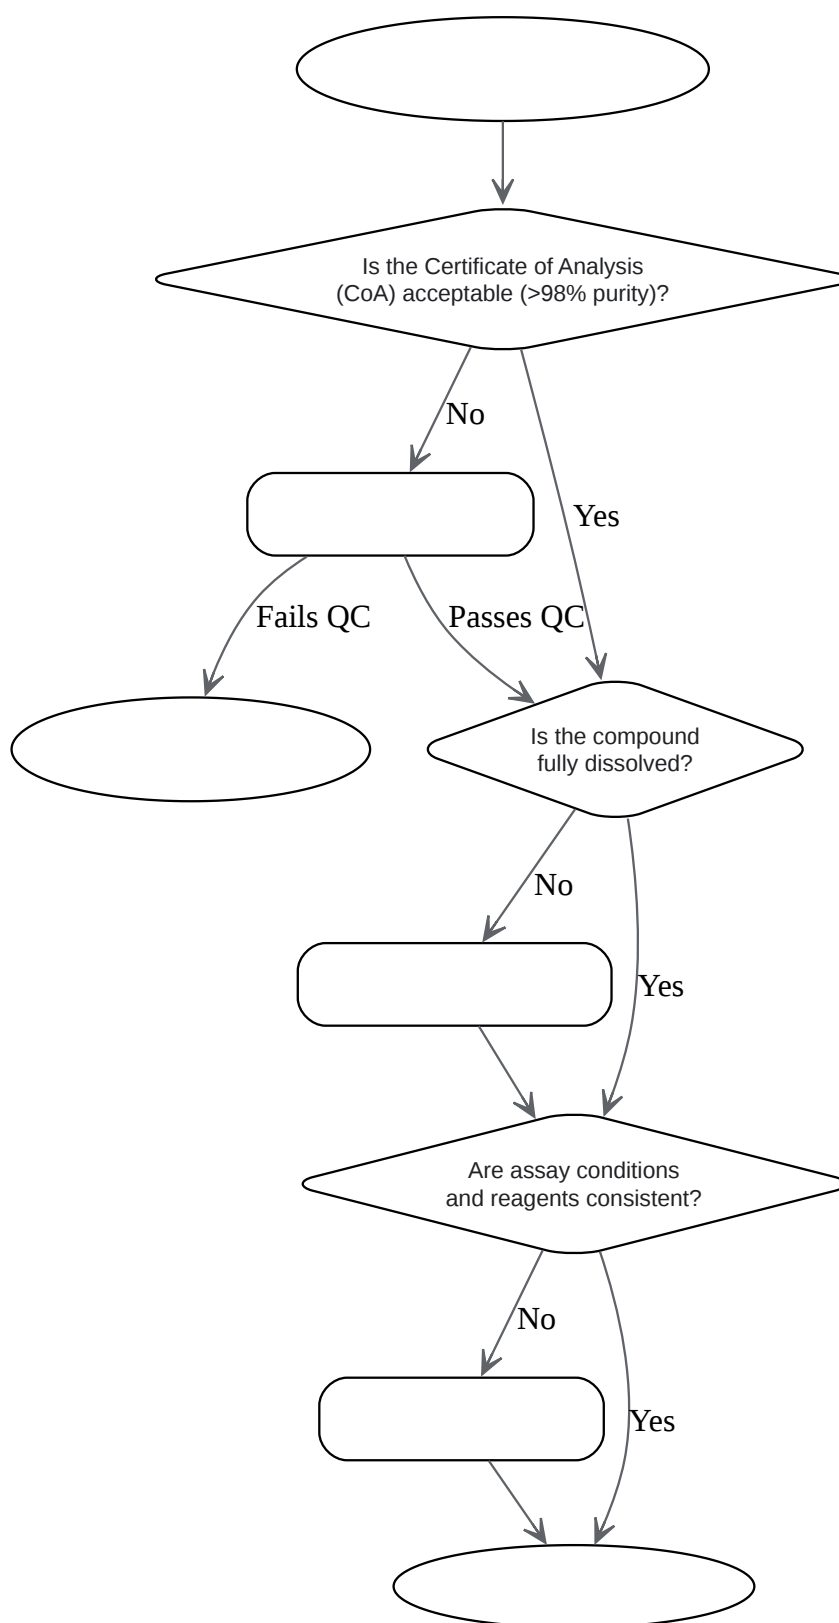 Is the Certificate of Analysis
(CoA) acceptable (>98% purity)?
No
Yes
Fails QC
Passes QC
Is the compound
fully dissolved?
No
Yes
Are assay conditions
and reagents consistent?
No
Yes